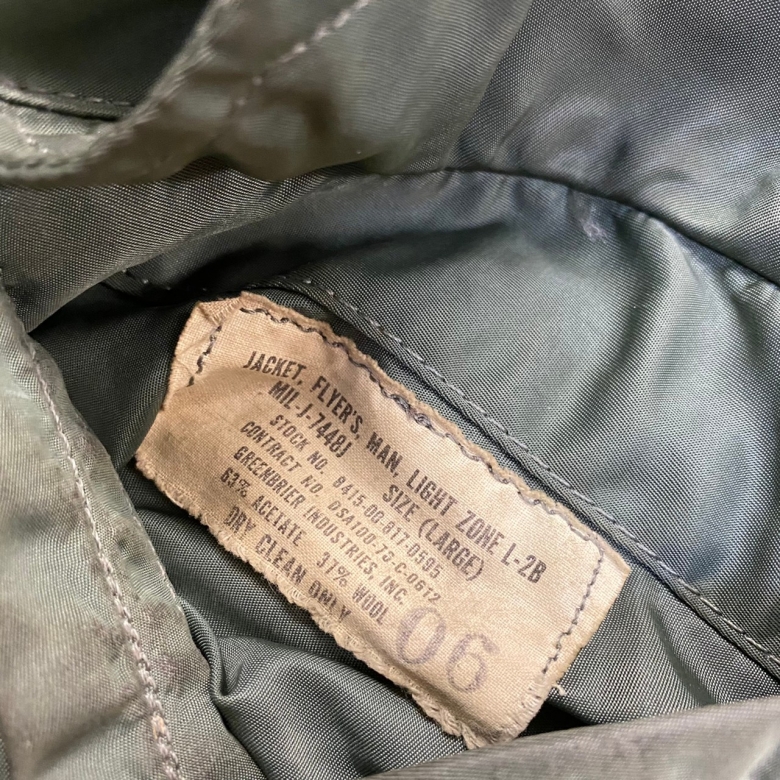 JACKET, FLYER'S, MAN, LIGHT ZONE L-2B
MIL-J-7448J SIZE (LARGE)
STOCK NO. 8415-00-817-0595
CONTRACT NO. DSA100-75-C-0612
GREENBRIER INDUSTRIES, INC.
63% ACETATE 37% WOOL
DRY CLEAN ONLY
06